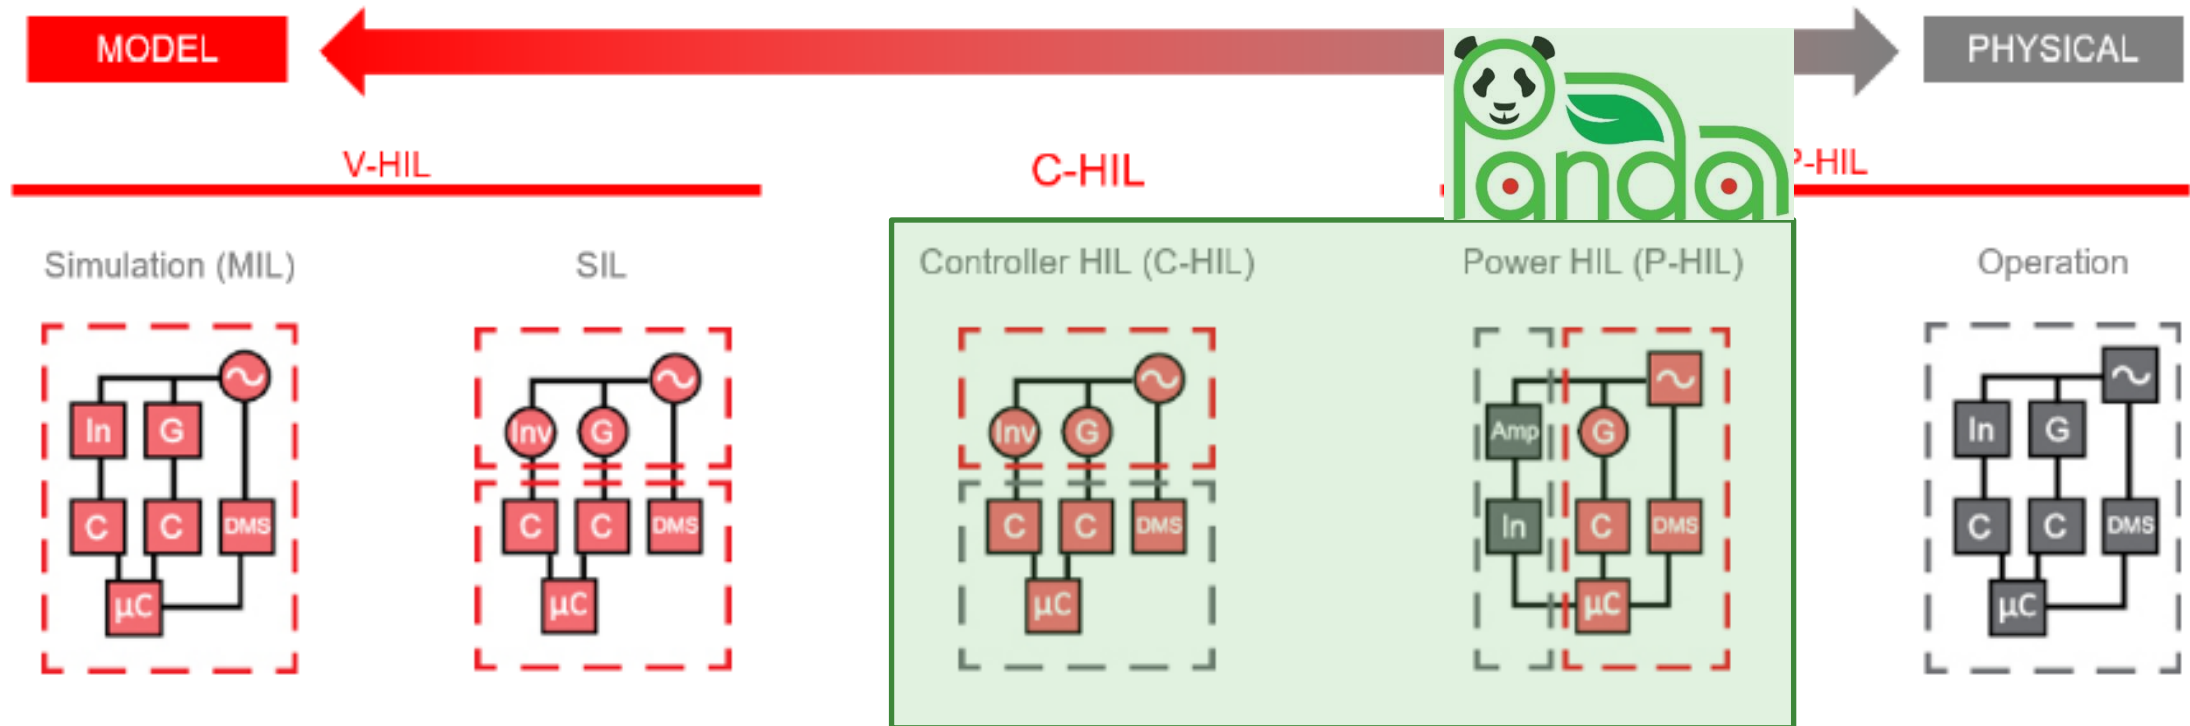 MODEL
PHYSICAL
V-HIL
C-HIL
P-HIL
panda
Simulation (MIL)
SIL
Controller HIL (C-HIL)
Power HIL (P-HIL)
Operation
In G
C C DMS
µC
Inv G
C C DMS
µC
Inv G
C C DMS
µC
Amp G
In C DMS
µC
In G
C C DMS
µC